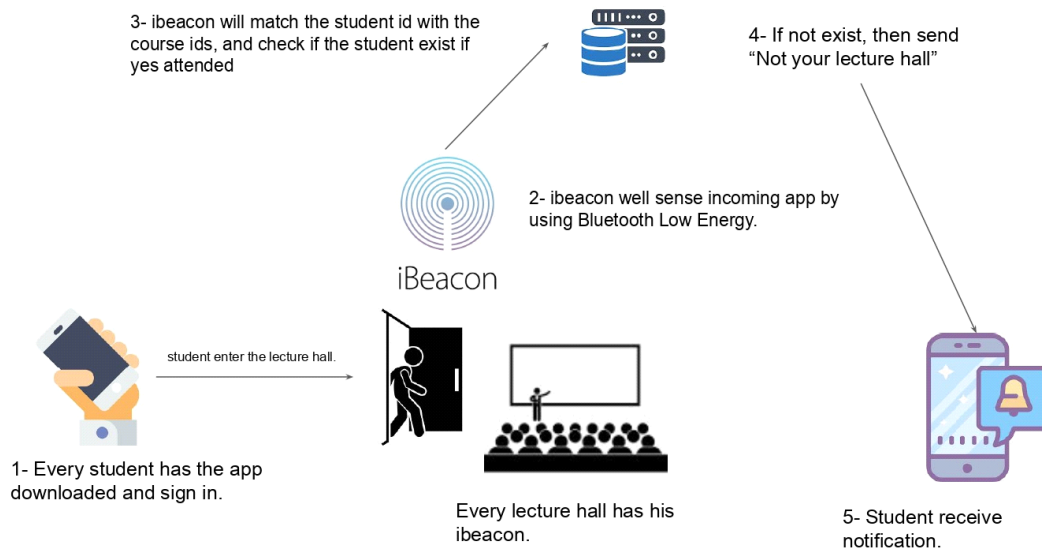 3- ibeacon will match the student id with the
course ids, and check if the student exist if
yes attended
4- If not exist, then send
“Not your lecture hall”
2- ibeacon well sense incoming app by
using Bluetooth Low Energy.
iBeacon
student enter the lecture hall.
1- Every student has the app
downloaded and sign in.
Every lecture hall has his
ibeacon.
5- Student receive
notification.